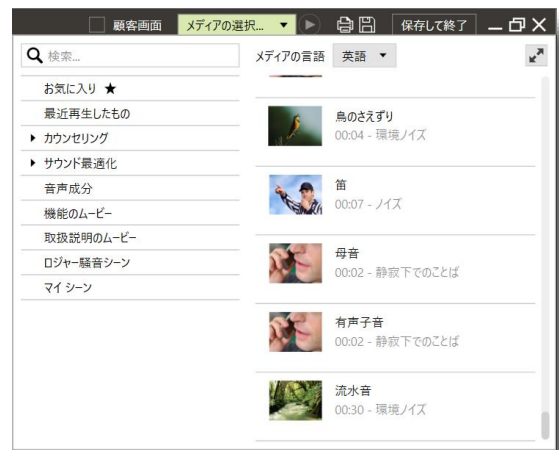 顧客画面
メディアの選択...
保存して終了
検索...
メディアの言語
英語
お気に入り ★
最近再生したもの
カウンセリング
サウンド最適化
音声成分
機能のムービー
取扱説明のムービー
ロジャー騒音シーン
マイ シーン
鳥のさえずり
00:04 - 環境ノイズ
笛
00:07 - ノイズ
母音
00:02 - 静寂下でのことば
有声子音
00:02 - 静寂下でのことば
流水音
00:30 - 環境ノイズ